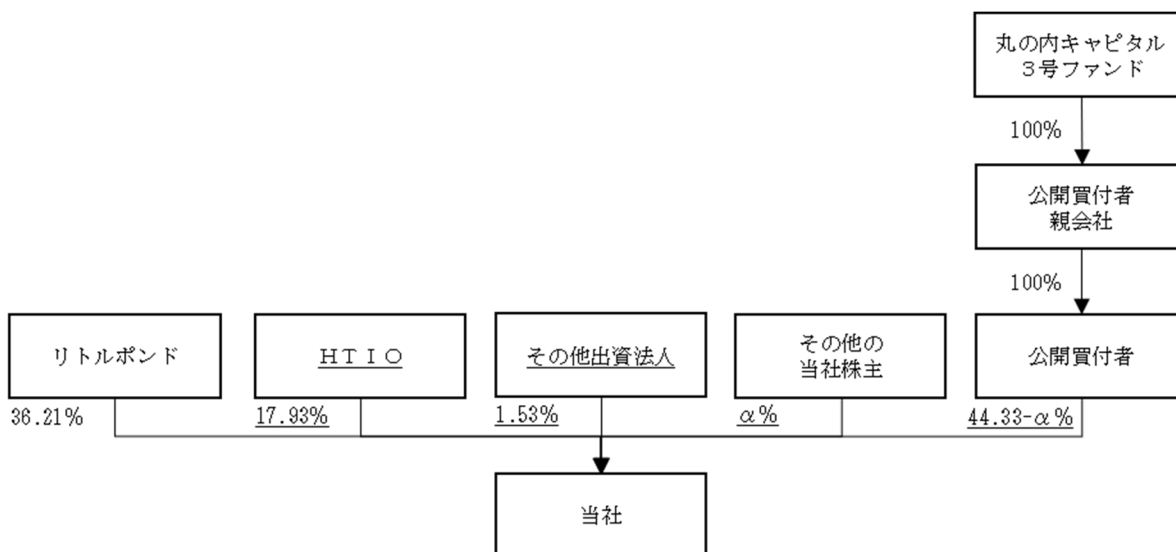 丸の内キャピタル
３号ファンド
100%
公開買付者
親会社
100%
リトルポンド
ＨＴＩＯ
その他出資法人
その他の
当社株主
公開買付者
36.21%
17.93%
1.53%
α%
44.33-α%
当社